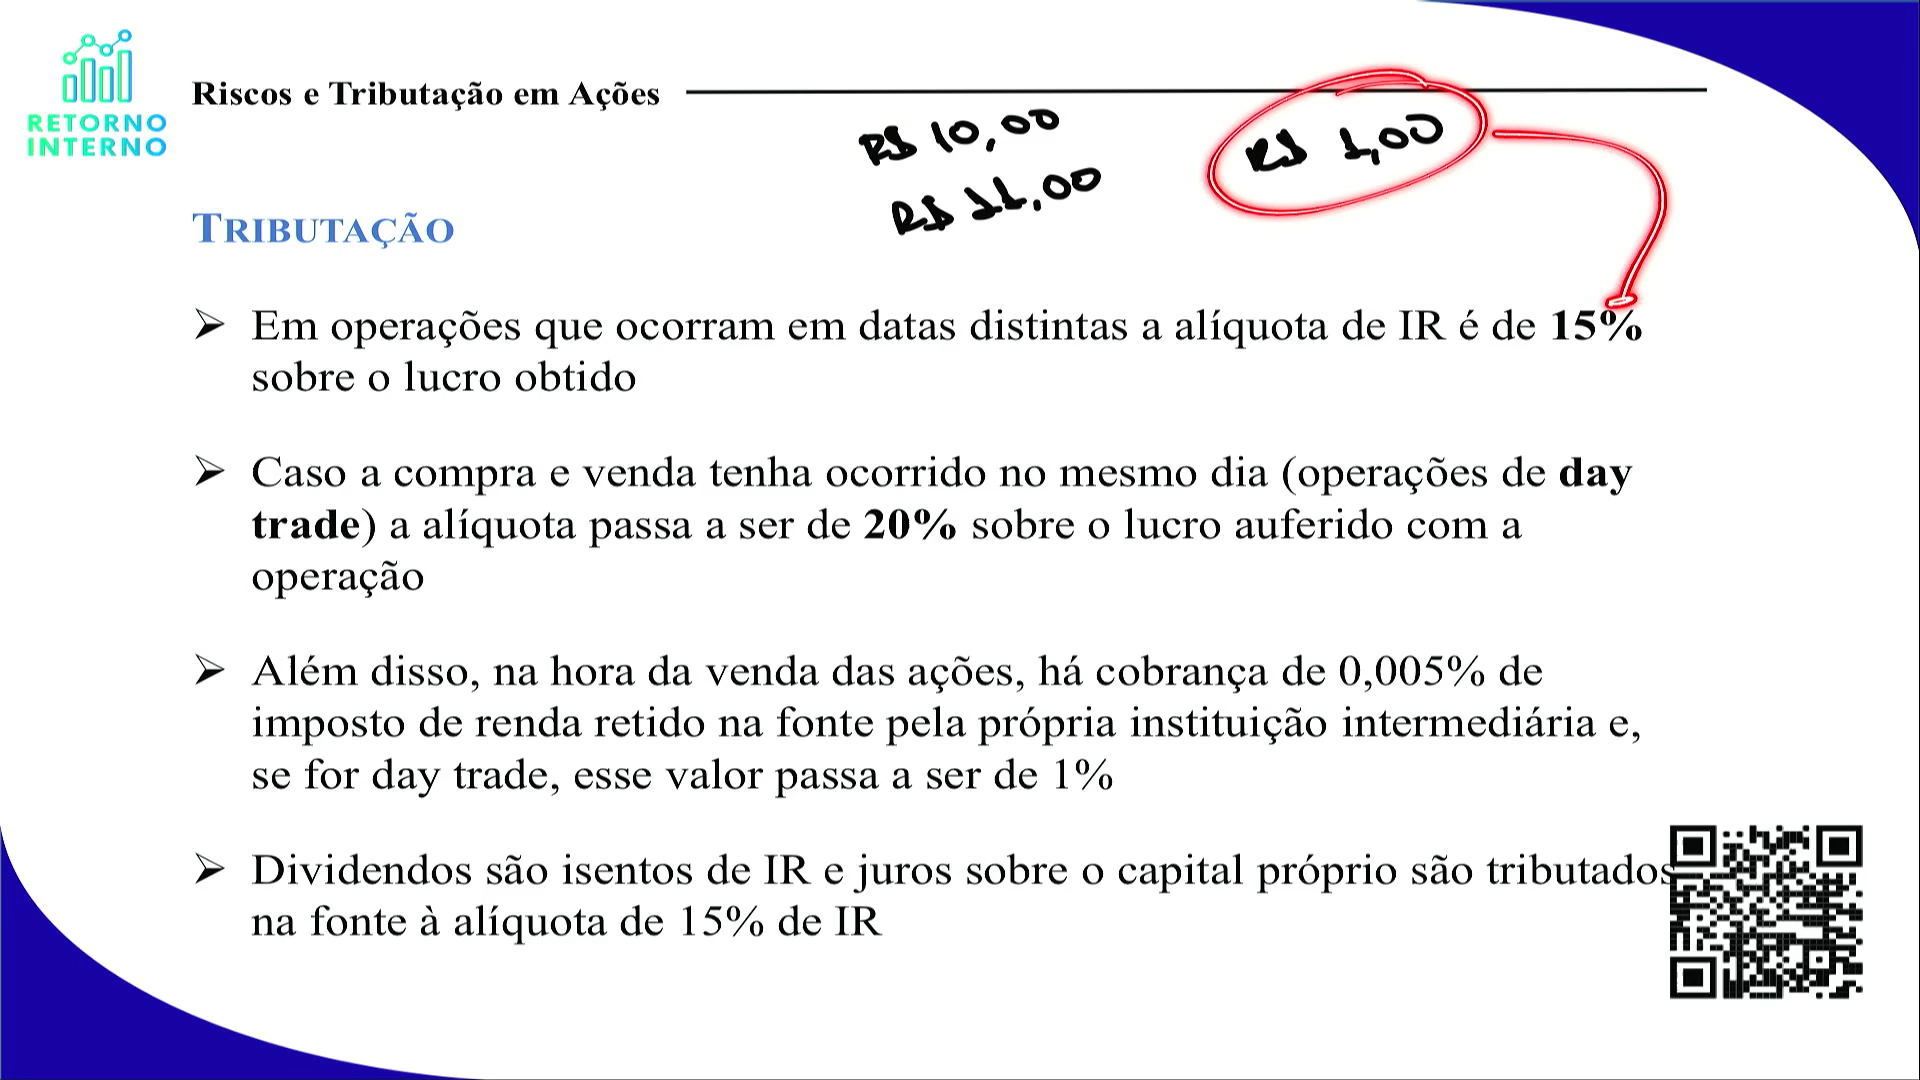 RETORNO
INTERNO
Riscos e Tributação em Ações
R$ 10,00
R$ 1,00
R$ 11,00
TRIBUTAÇÃO
➢ Em operações que ocorram em datas distintas a alíquota de IR é de 15%
sobre o lucro obtido
➢ Caso a compra e venda tenha ocorrido no mesmo dia (operações de day
trade) a alíquota passa a ser de 20% sobre o lucro auferido com a
operação
➢ Além disso, na hora da venda das ações, há cobrança de 0,005% de
imposto de renda retido na fonte pela própria instituição intermediária e,
se for day trade, esse valor passa a ser de 1%
➢ Dividendos são isentos de IR e juros sobre o capital próprio são tributados
na fonte à alíquota de 15% de IR